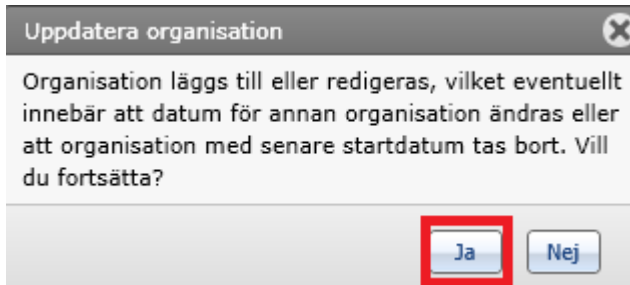 Uppdatera organisation
Organisation läggs till eller redigeras, vilket eventuellt
innebär att datum för annan organisation ändras eller
att organisation med senare startdatum tas bort. Vill
du fortsätta?
Ja Nej